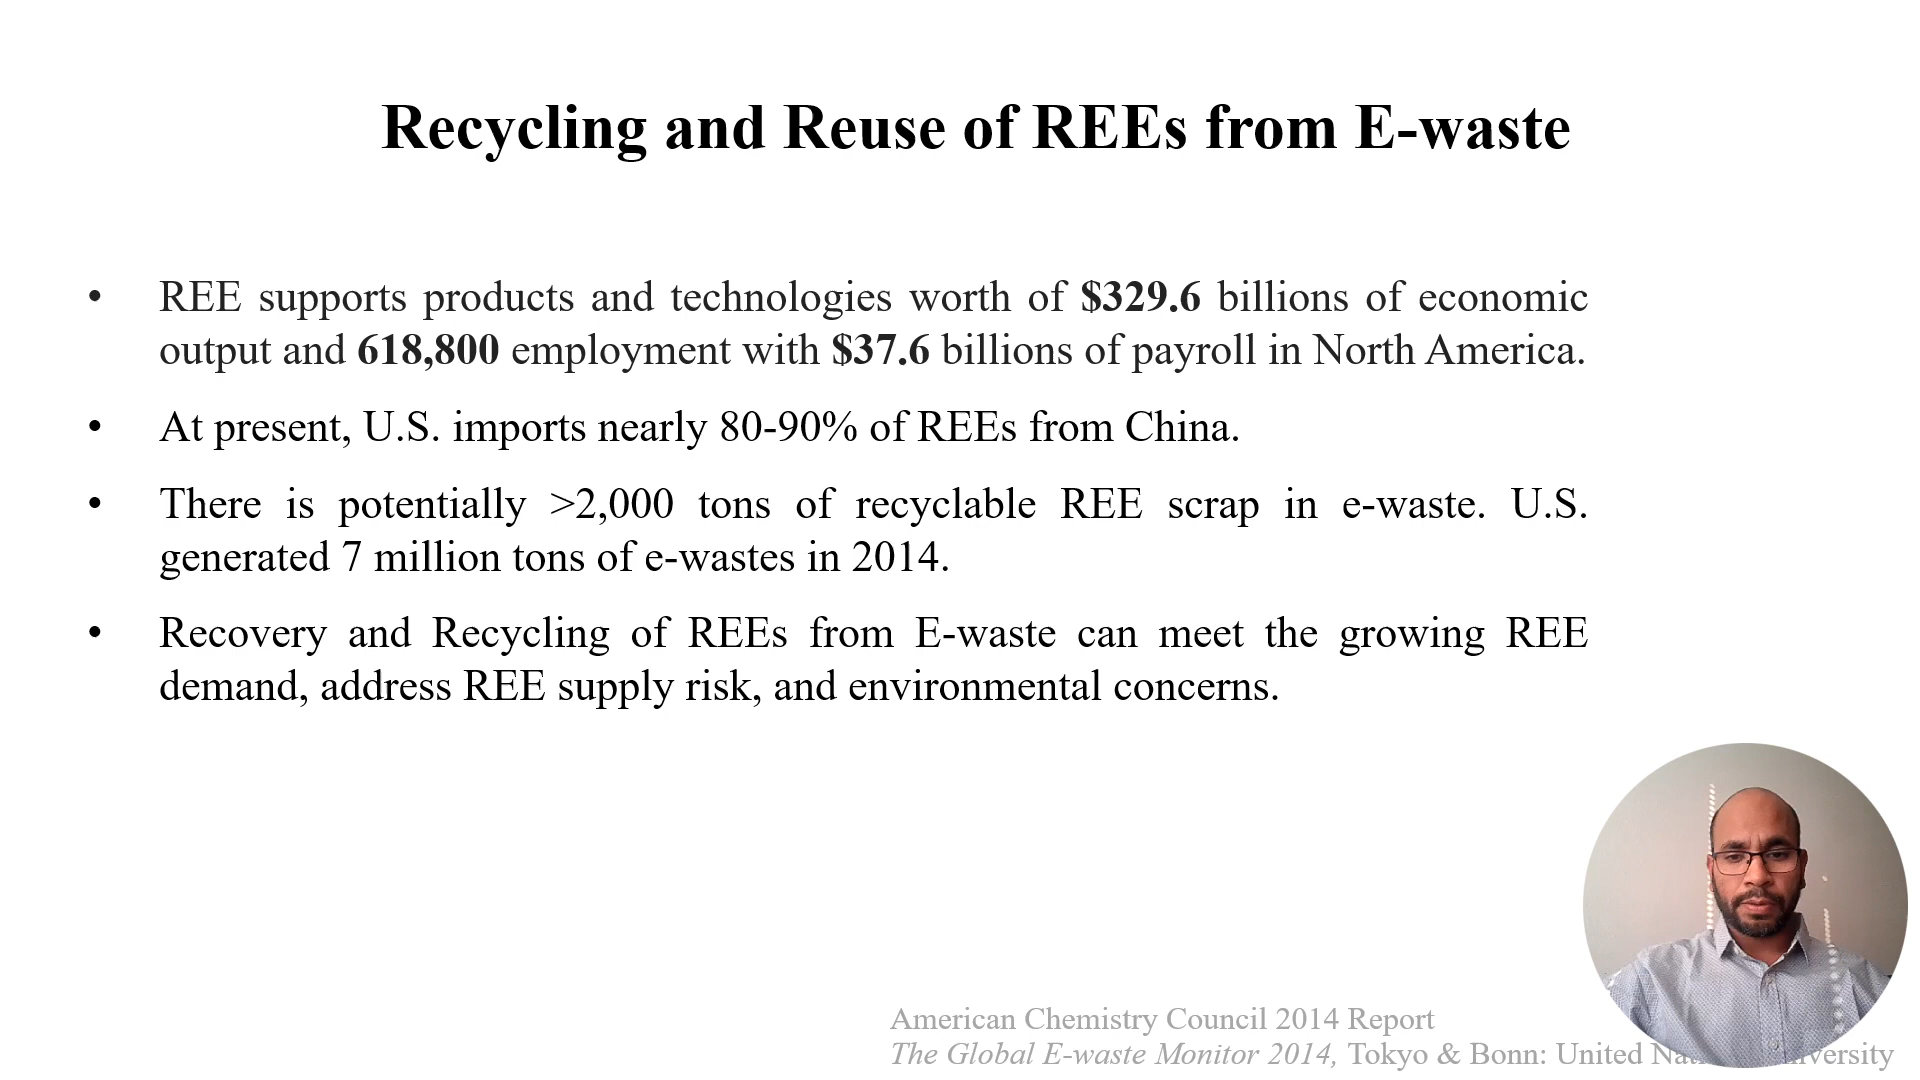 Recycling and Reuse of REEs from E-waste
• REE supports products and technologies worth of $329.6 billions of economic
output and 618,800 employment with $37.6 billions of payroll in North America.
• At present, U.S. imports nearly 80-90% of REEs from China.
• There is potentially >2,000 tons of recyclable REE scrap in e-waste. U.S.
generated 7 million tons of e-wastes in 2014.
• Recovery and Recycling of REEs from E-waste can meet the growing REE
demand, address REE supply risk, and environmental concerns.
American Chemistry Council 2014 Report
The Global E-waste Monitor 2014, Tokyo & Bonn: United